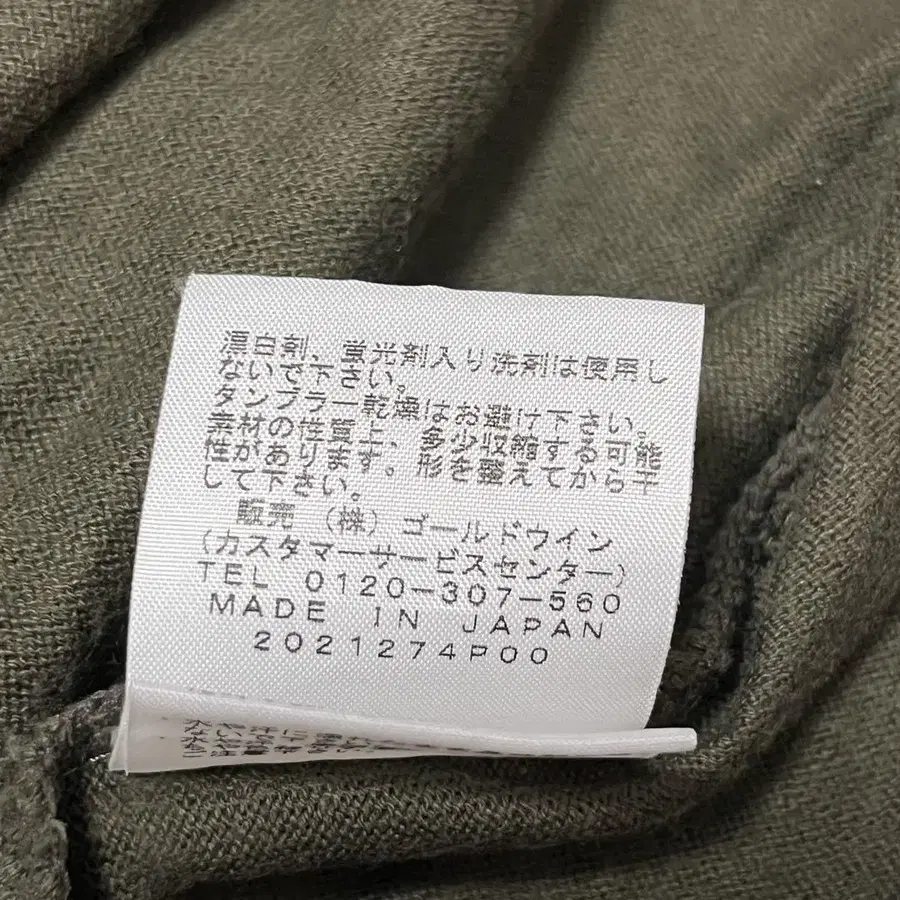 漂白剤、蛍光剤入り洗剤は使用し
ないで下さい。
タンブラー乾燥はお避け下さい。
素材の性質上、多少収縮する可能
性があります。形を整えてから干
して下さい。
販売 (株) ゴールドウイン
(カスタマーサービスセンター)
TEL 0120-307-560
MADE IN JAPAN
2021274P00